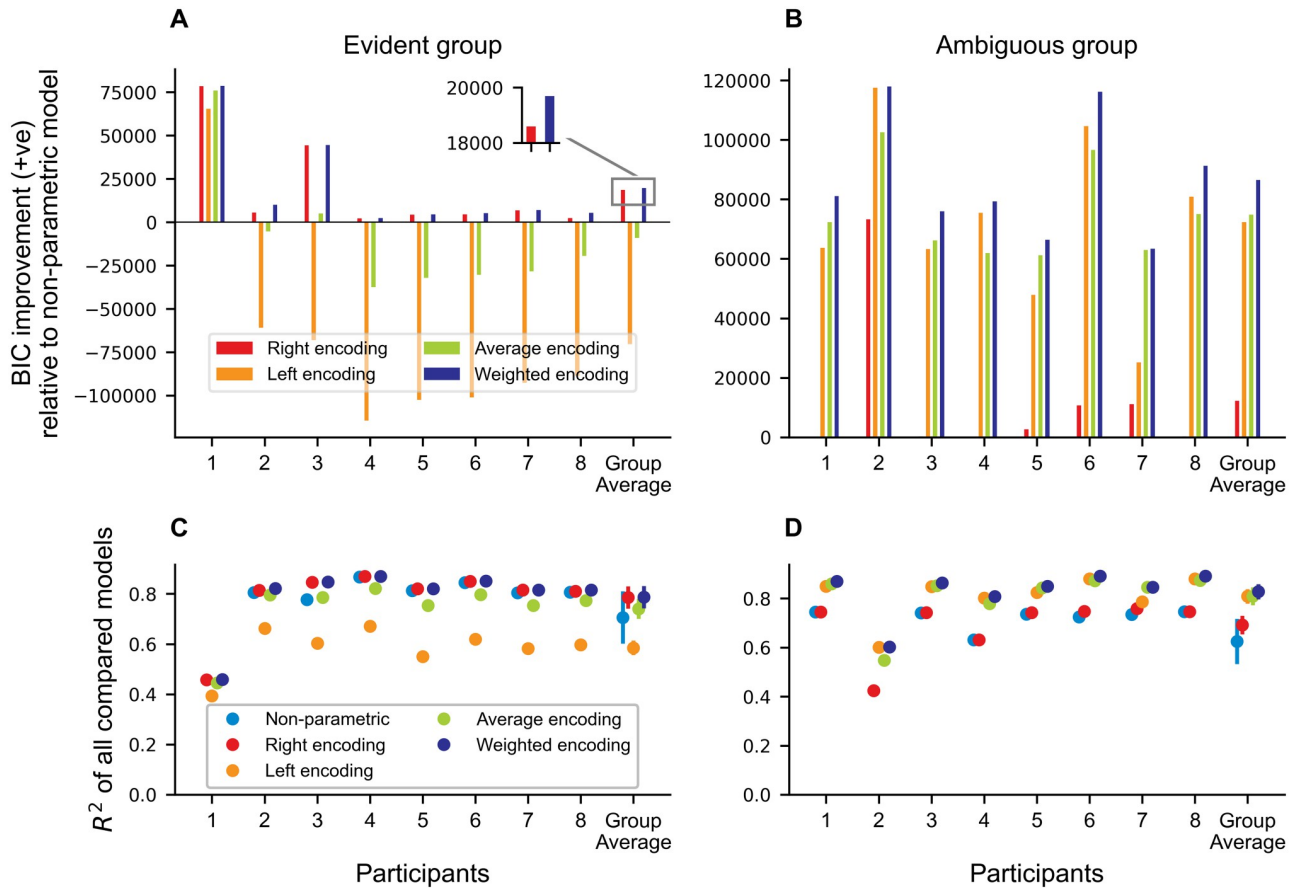 A
Evident group
BIC improvement (+ve)
relative to non-parametric model
75000
50000
25000
0
−25000
−50000
−75000
−100000
20000
18000
Right encoding
Left encoding
Average encoding
Weighted encoding
1 2 3 4 5 6 7 8 Group
Average
B
Ambiguous group
120000
100000
80000
60000
40000
20000
0
1 2 3 4 5 6 7 8 Group
Average
C
R² of all compared models
0.8
0.6
0.4
0.2
0.0
Non-parametric
Right encoding
Left encoding
Average encoding
Weighted encoding
1 2 3 4 5 6 7 8 Group
Average
Participants
D
0.8
0.6
0.4
0.2
0.0
1 2 3 4 5 6 7 8 Group
Average
Participants